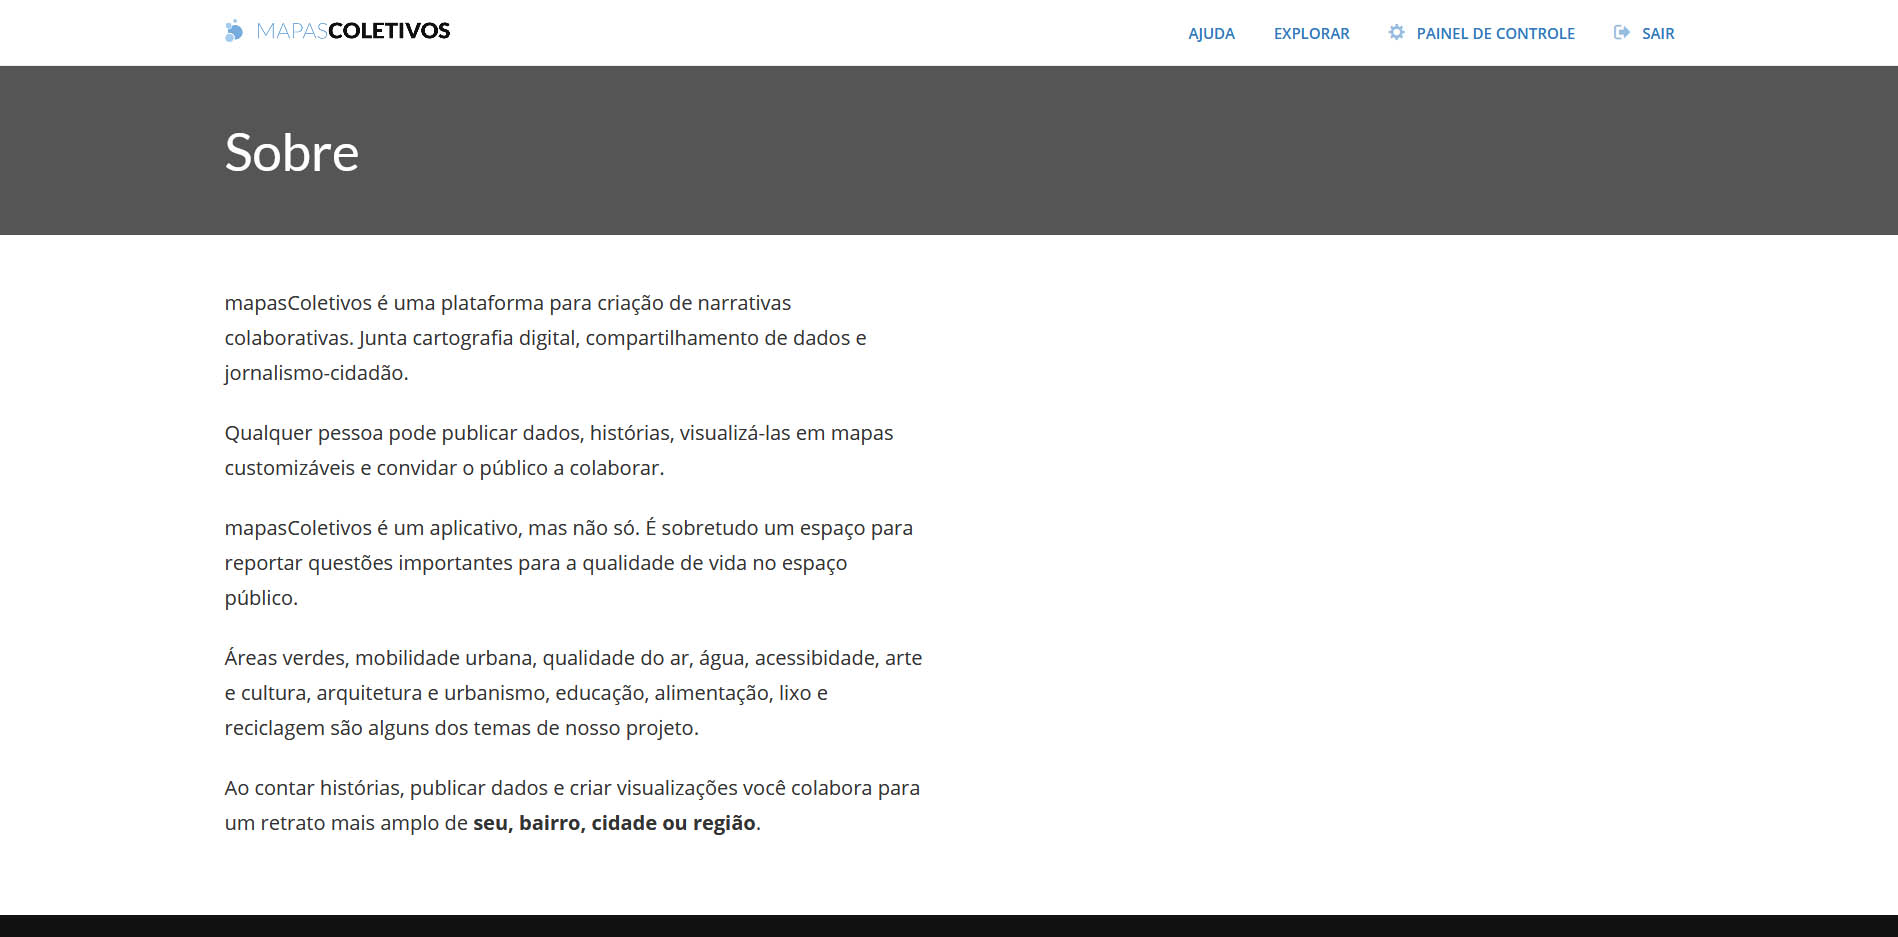 MAPASCOLETIVOS
AJUDA EXPLORAR PAINEL DE CONTROLE SAIR
Sobre
mapasColetivos é uma plataforma para criação de narrativas
colaborativas. Junta cartografia digital, compartilhamento de dados e
jornalismo-cidadão.
Qualquer pessoa pode publicar dados, histórias, visualizá-las em mapas
customizáveis e convidar o público a colaborar.
mapasColetivos é um aplicativo, mas não só. É sobretudo um espaço para
reportar questões importantes para a qualidade de vida no espaço
público.
Áreas verdes, mobilidade urbana, qualidade do ar, água, acessibidade, arte
e cultura, arquitetura e urbanismo, educação, alimentação, lixo e
reciclagem são alguns dos temas de nosso projeto.
Ao contar histórias, publicar dados e criar visualizações você colabora para
um retrato mais amplo de seu, bairro, cidade ou região.